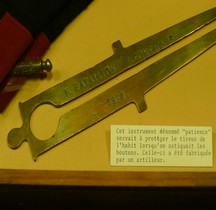 Cet instrument dénommé "patience"
servait à protéger le tissus de
l'habit lorsqu'on astiquait les
boutons. Celle-ci a été fabriquée
par un artilleur.